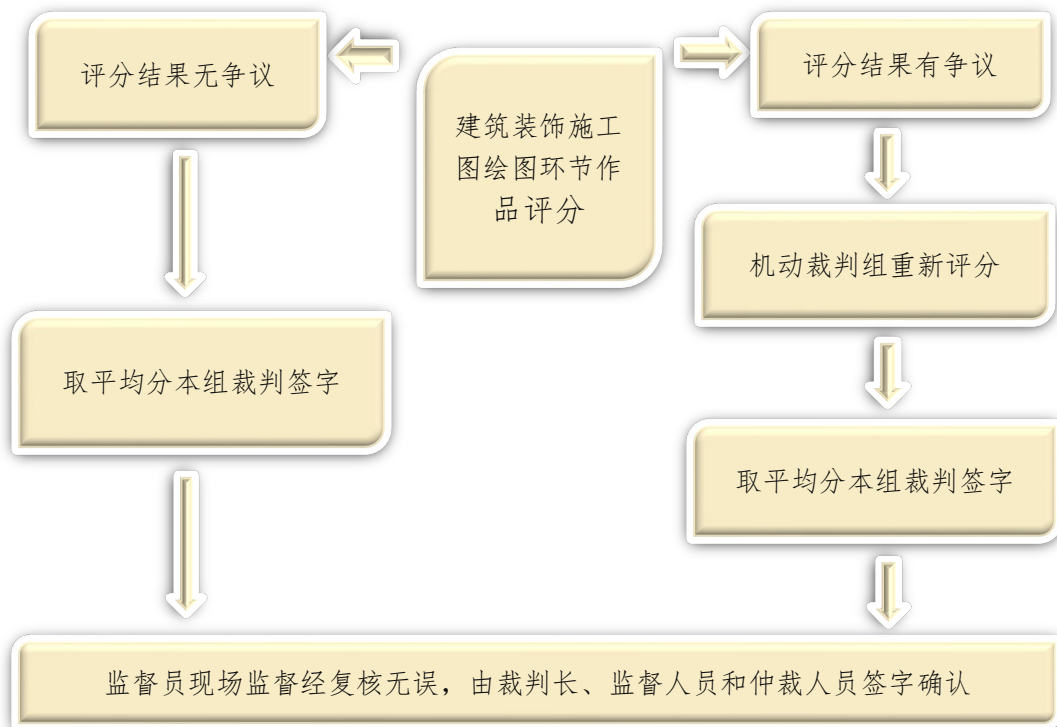 评分结果无争议
评分结果有争议
建筑装饰施工
图绘图环节作
品评分
机动裁判组重新评分
取平均分本组裁判签字
取平均分本组裁判签字
监督员现场监督经复核无误，由裁判长、监督人员和仲裁人员签字确认